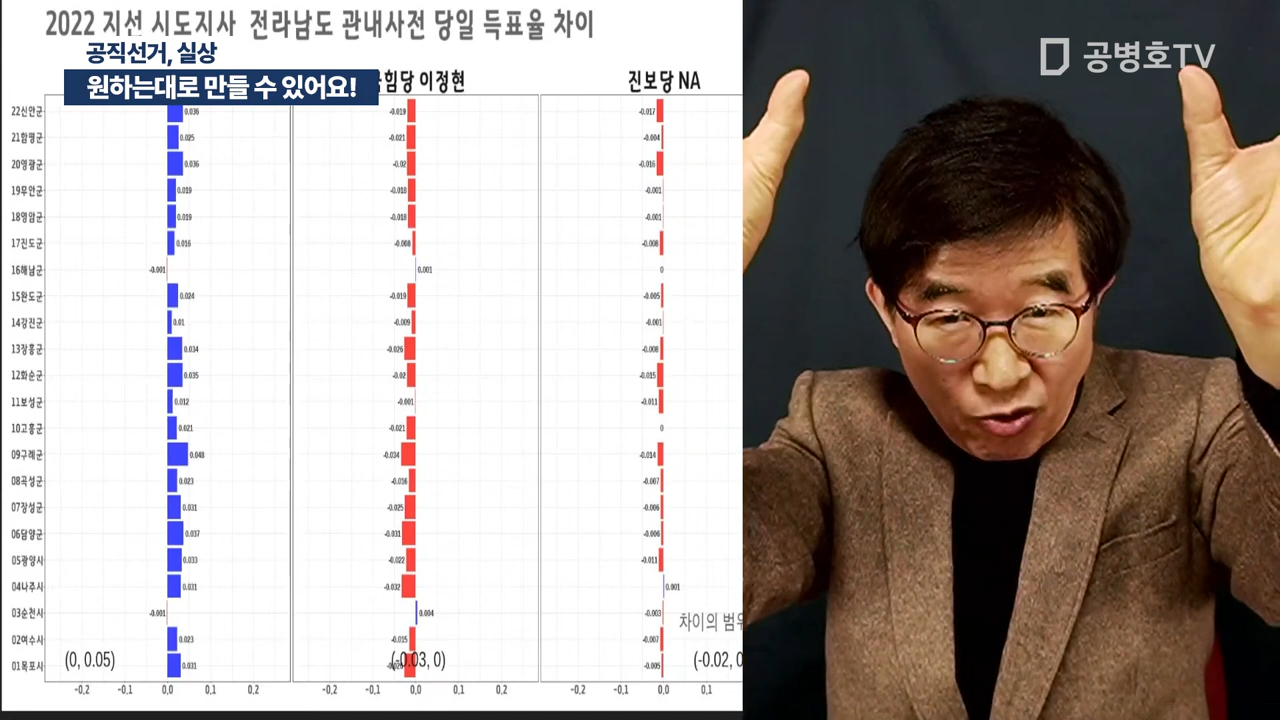 2022 지선 시도지사 전라남도 관내사전 당일 득표율 차이
공직선거, 실상
원하는대로 만들 수 있어요!
공병호TV
힘당 이정현
진보당 NA
22신안군 0.036 -0.019 -0.017
21함평군 0.025 -0.021 -0.004
20영광군 0.036 -0.02 -0.016
19무안군 0.019 -0.018 -0.001
18영암군 0.019 -0.018 -0.001
17진도군 0.016 -0.008 -0.008
16해남군 -0.001 0.001 0
15완도군 0.024 -0.019 -0.005
14강진군 0.01 -0.009 -0.001
13장흥군 0.034 -0.026 -0.008
12화순군 0.035 -0.02 -0.015
11보성군 0.012 -0.001 -0.011
10고흥군 0.021 -0.021 0
09구례군 0.048 -0.034 -0.014
08곡성군 0.023 -0.016 -0.007
07장성군 0.031 -0.025 -0.006
06담양군 0.037 -0.031 -0.006
05광양시 0.033 -0.022 -0.011
04나주시 0.031 -0.032 0.001
03순천시 -0.001 0.004 -0.003
차이의 범위
02여수시 0.023 -0.015 -0.007
01목포시 0.031 -0.005
(0, 0.05) (-0.03, 0) (-0.02, 0
-0,2 -0,1 0,0 0,1 0,2 -0,2 -0,1 0,0 0,1 0,2 -0,2 -0,1 0,0 0,1